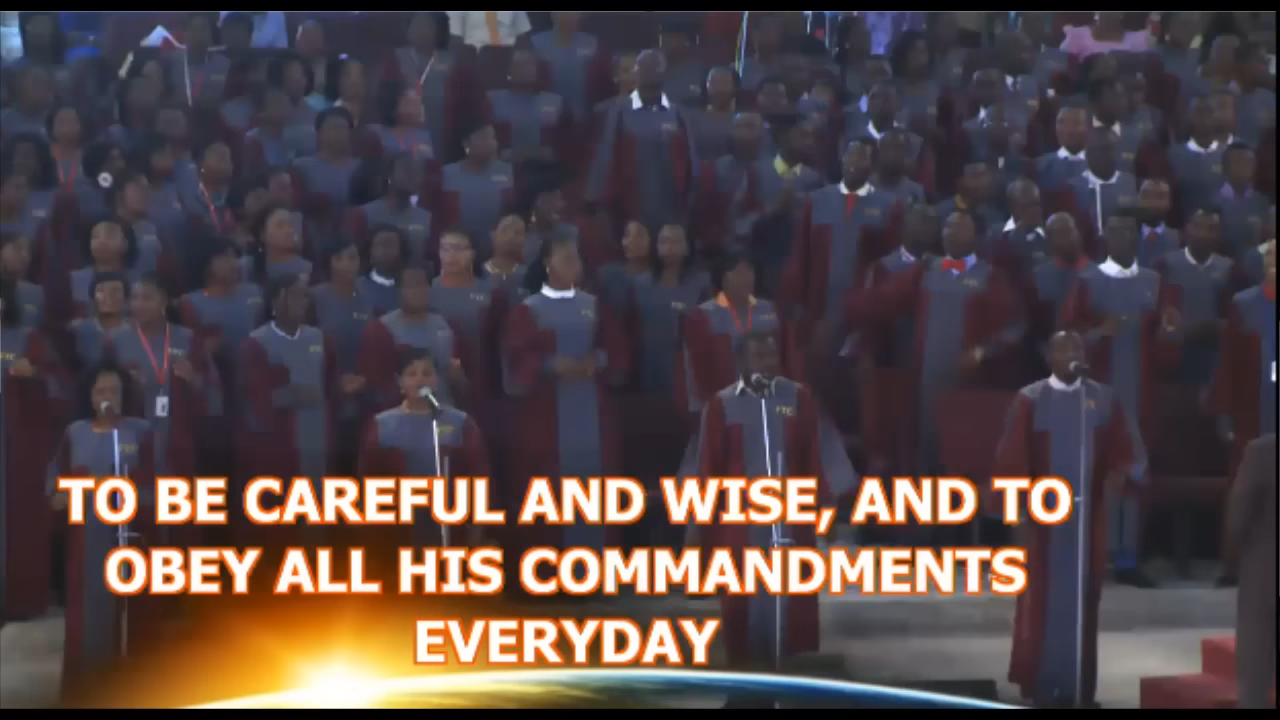 TO BE CAREFUL AND WISE, AND TO
OBEY ALL HIS COMMANDMENTS
EVERYDAY